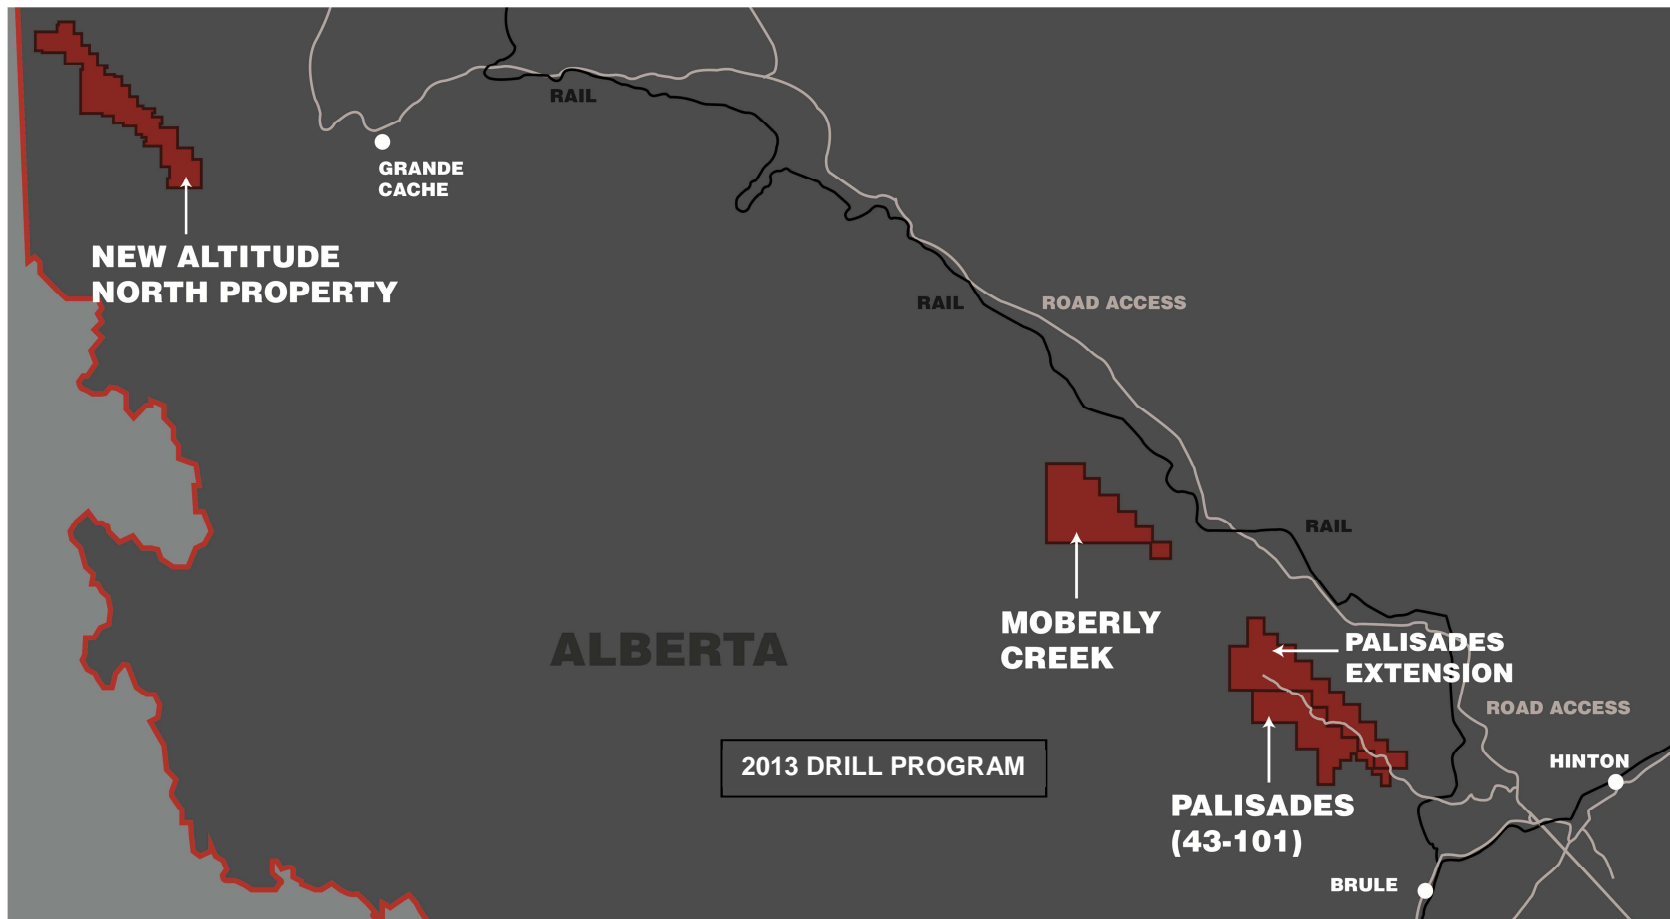 RAIL
GRANDE
CACHE
NEW ALTITUDE
NORTH PROPERTY
RAIL
ROAD ACCESS
RAIL
MOBERLY
CREEK
ALBERTA
PALISADES
EXTENSION
ROAD ACCESS
2013 DRILL PROGRAM
HINTON
PALISADES
(43-101)
BRULE